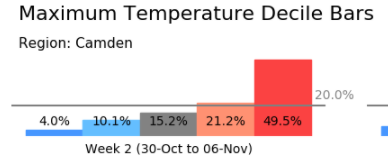 Maximum Temperature Decile Bars
Region: Camden
20.0%
4.0% 10.1% 15.2% 21.2% 49.5%
Week 2 (30-Oct to 06-Nov)